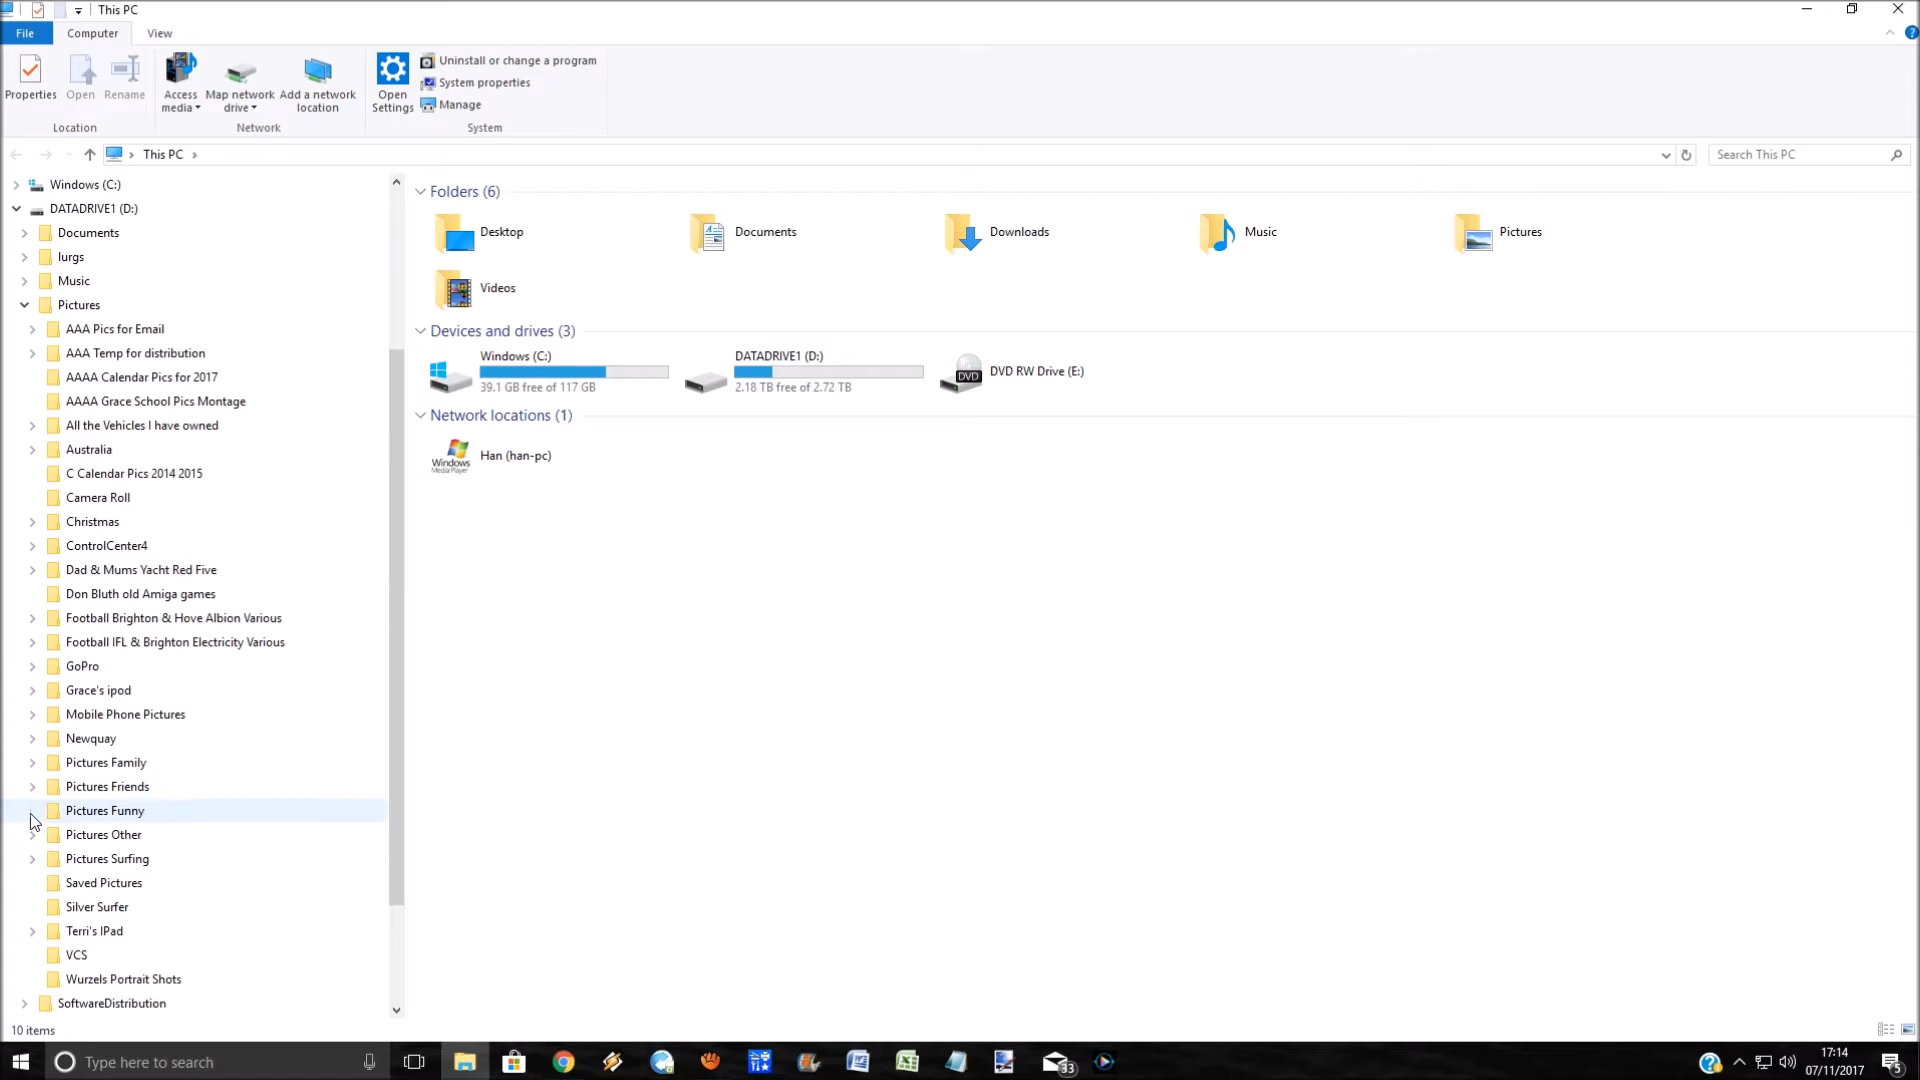 This PC
File Computer View
Properties Open Rename Access media Map network drive Add a network location Open Settings Uninstall or change a program
System properties
Manage
Location Network System
This PC
Search This PC
Windows (C:)
DATADRIVE1 (D:)
Documents
Iurgs
Music
Pictures
AAA Pics for Email
AAA Temp for distribution
AAAA Calendar Pics for 2017
AAAA Grace School Pics Montage
All the Vehicles I have owned
Australia
C Calendar Pics 2014 2015
Camera Roll
Christmas
ControlCenter4
Dad & Mums Yacht Red Five
Don Bluth old Amiga games
Football Brighton & Hove Albion Various
Football IFL & Brighton Electricity Various
GoPro
Grace's ipod
Mobile Phone Pictures
Newquay
Pictures Family
Pictures Friends
Pictures Funny
Pictures Other
Pictures Surfing
Saved Pictures
Silver Surfer
Terri's IPad
VCS
Wurzels Portrait Shots
SoftwareDistribution
Folders (6)
Desktop Documents Downloads Music Pictures
Videos
Devices and drives (3)
Windows (C:)
39.1 GB free of 117 GB
DATADRIVE1 (D:)
2.18 TB free of 2.72 TB
DVD
DVD RW Drive (E:)
Network locations (1)
Windows
Media Player
Han (han-pc)
10 items
Type here to search
33
17:14
07/11/2017
5